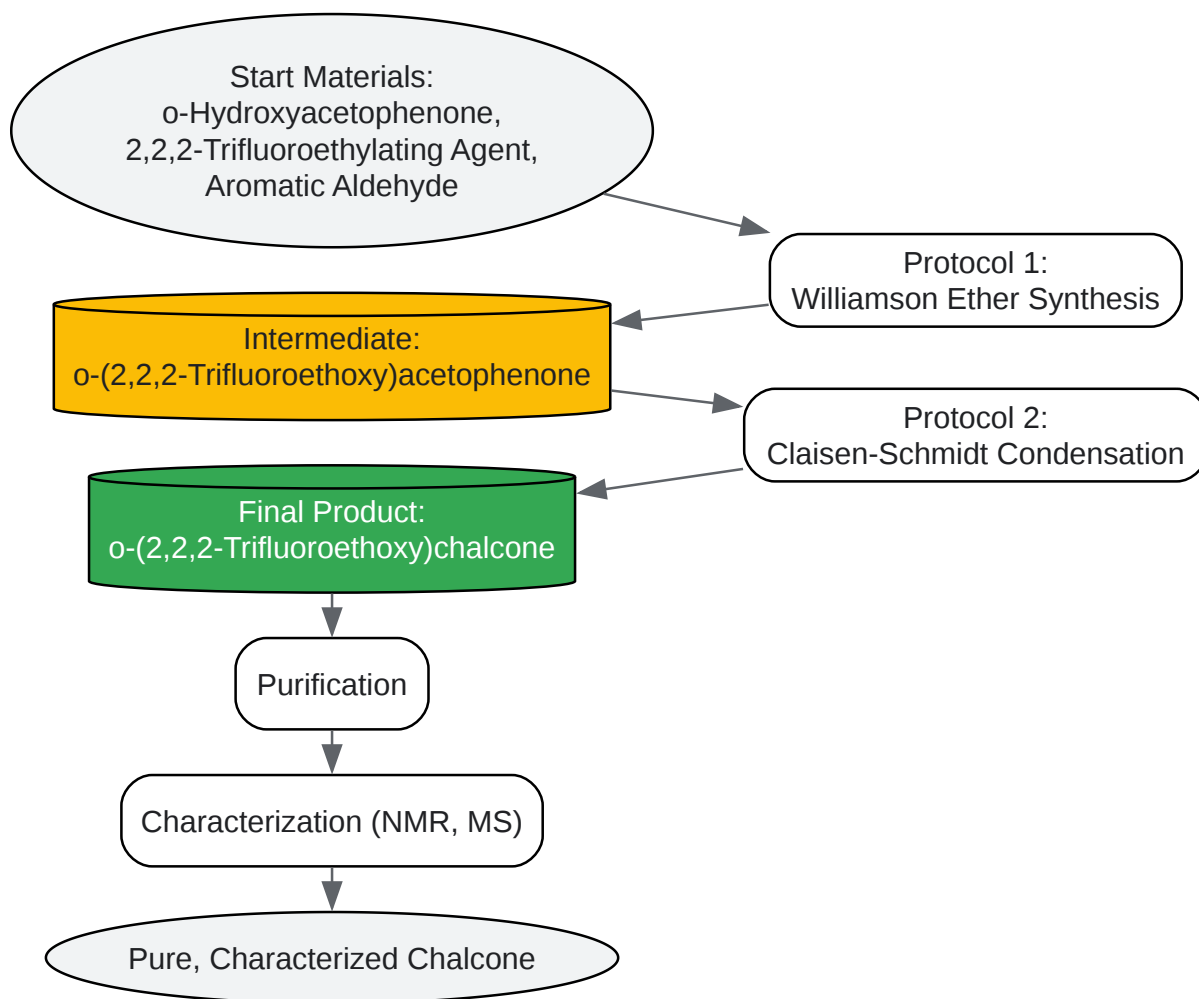 Start Materials:
o-Hydroxyacetophenone,
2,2,2-Trifluoroethylating Agent,
Aromatic Aldehyde
Protocol 1:
Williamson Ether Synthesis
Intermediate:
o-(2,2,2-Trifluoroethoxy)acetophenone
Protocol 2:
Claisen-Schmidt Condensation
Final Product:
o-(2,2,2-Trifluoroethoxy)chalcone
Purification
Characterization (NMR, MS)
Pure, Characterized Chalcone